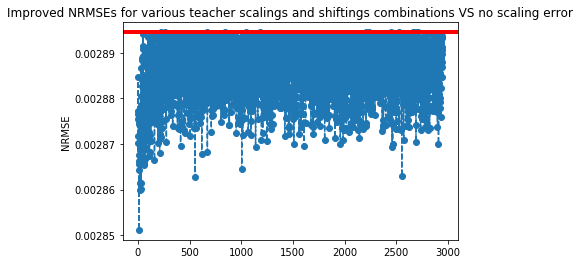 Improved NRMSEs for various teacher scalings and shiftings combinations VS no scaling error
0.00289
0.00288
0.00287
0.00286
0.00285
NRMSE
0 500 1000 1500 2000 2500 3000